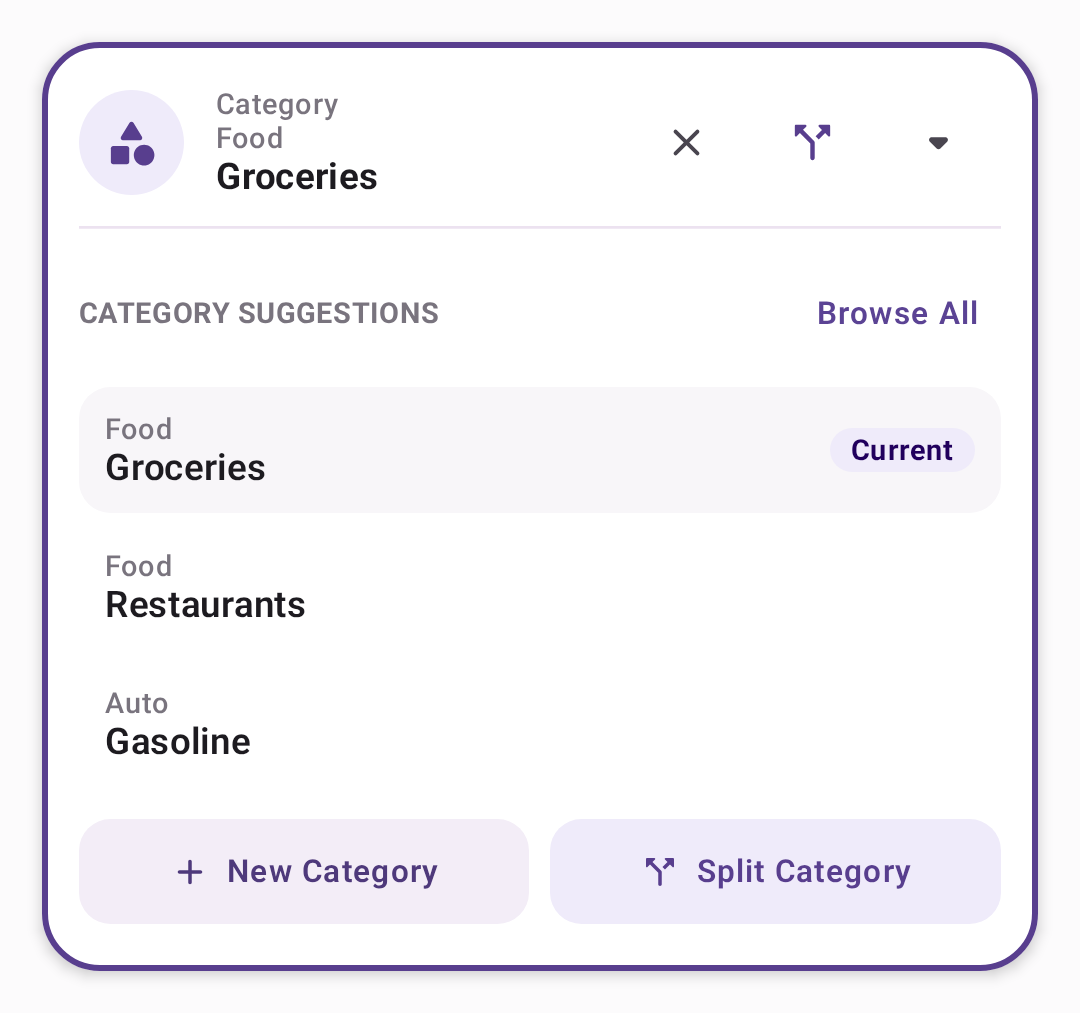 Category
Food
Groceries
CATEGORY SUGGESTIONS
Browse All
Food
Groceries
Current
Food
Restaurants
Auto
Gasoline
New Category
Split Category